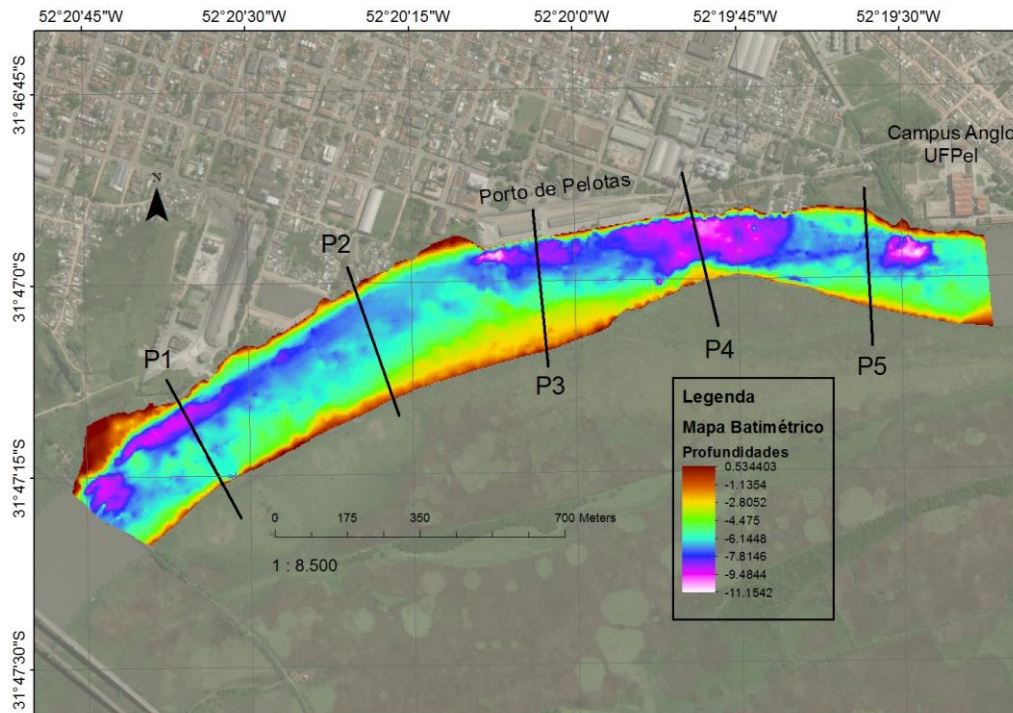 52°20'45"W 52°20'30"W 52°20'15"W 52°20'0"W 52°19'45"W 52°19'30"W
31°46'45"S
31°47'0"S
31°47'15"S
31°47'30"S
Campus Anglo
UFPel
Porto de Pelotas
N
P1
P2
P3
P4
P5
0 175 350 700 Meters
1 : 8.500
Legenda
Mapa Batimétrico
Profundidades
0.534403
-1.1354
-2.8052
-4.475
-6.1448
-7.8146
-9.4844
-11.1542